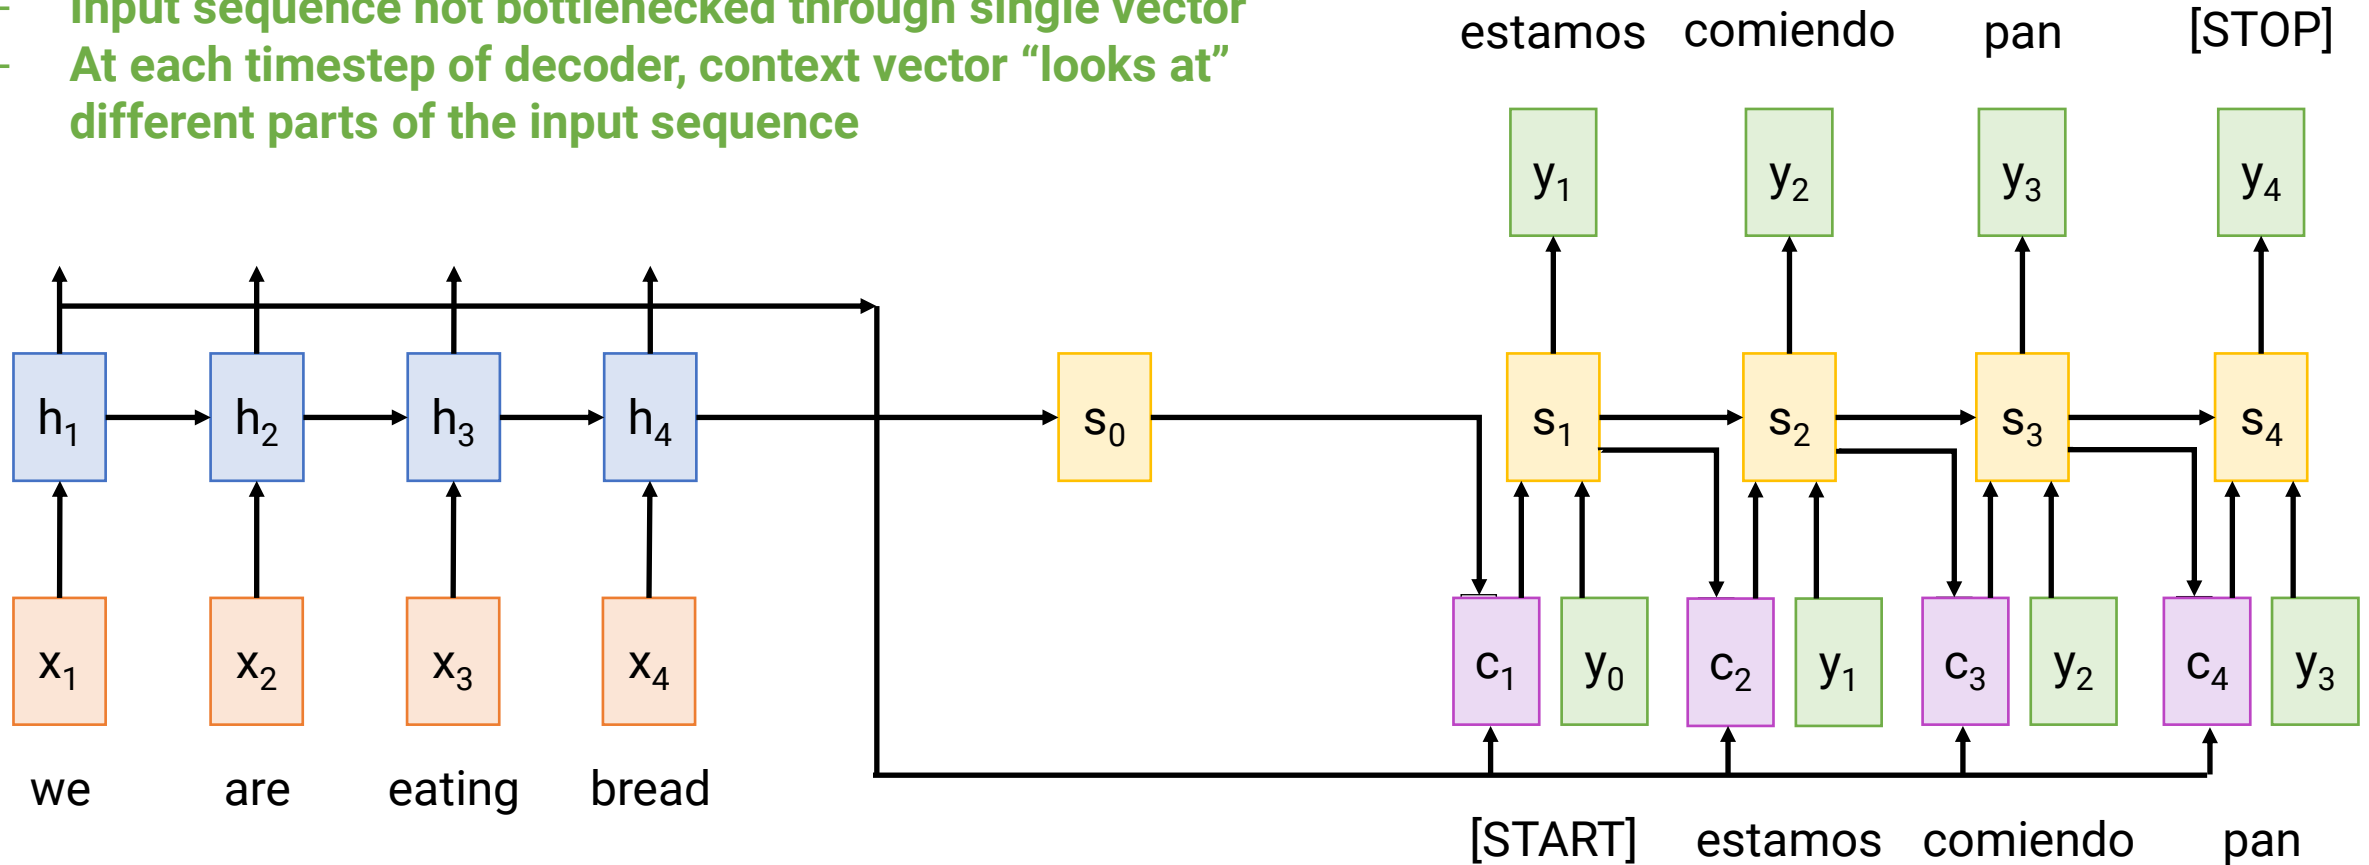 - Input sequence not bottlenecked through single vector
- At each timestep of decoder, context vector “looks at”
different parts of the input sequence
estamos comiendo pan [STOP]
y1 y2 y3 y4
h1 h2 h3 h4 s0 s1 s2 s3 s4
x1 x2 x3 x4 c1 y0 c2 y1 c3 y2 c4 y3
we are eating bread
[START] estamos comiendo pan